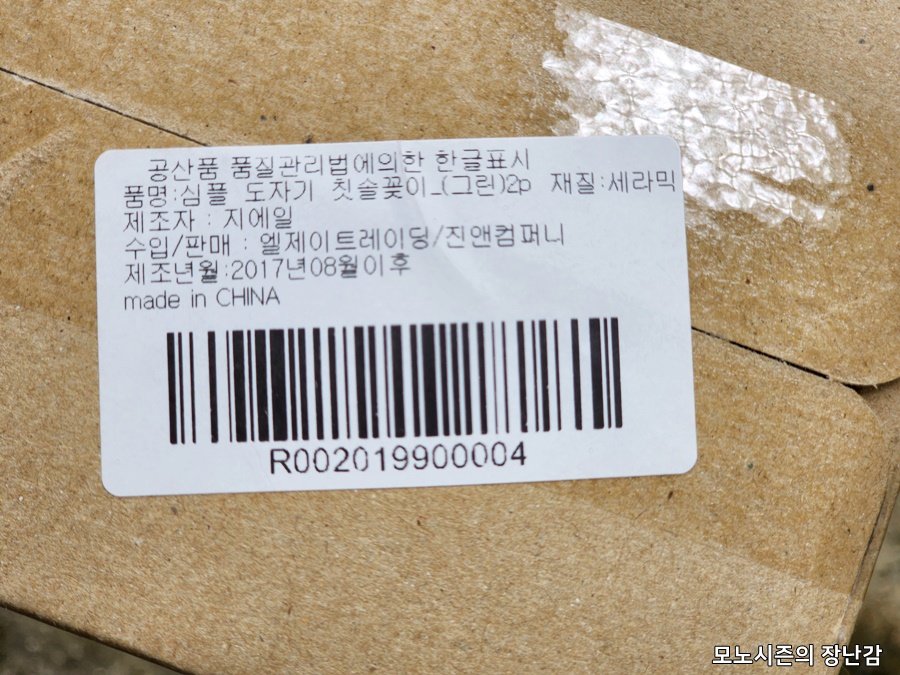 공산품 품질관리법에의한 한글표시
품명:심플 도자기 칫솔꽂이_(그린)2p 재질:세라믹
제조자 : 지에일
수입/판매 : 엘제이트레이딩/진앤컴퍼니
제조년월:2017년08월이후
made in CHINA
R002019900004
모노시즌의 장난감